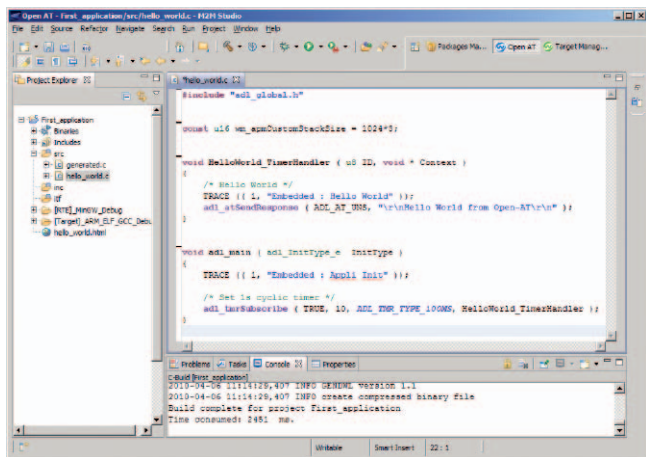 Open AT - First_application/src/hello_world.c - M2M Studio
File Edit Source Refactor Navigate Search Run Project Window Help
Packages Ma... Open AT Target Manag...
Project Explorer
*hello_world.c
First_application
Binaries
Includes
src
generated.c
hello_world.c
inc
itf
[RTE]_MinGW_Debug
[Target]_ARM_ELF_GCC_Debu
hello_world.html
#include "adl_global.h"
const u16 wm_apmCustomStackSize = 1024*3;
void HelloWorld_TimerHandler ( u8 ID, void * Context )
{
/* Hello World */
TRACE (( 1, "Embedded : Hello World" ));
adl_atSendResponse ( ADL_AT_UNS, "\r\nHello World from Open-AT\r\n" );
}
void adl_main ( adl_InitType_e InitType )
{
TRACE (( 1, "Embedded : Appli Init" ));
/* Set 1s cyclic timer */
adl_tmrSubscribe ( TRUE, 10, ADL_TMR_TYPE_100MS, HelloWorld_TimerHandler );
}
Problems Tasks Console Properties
C-Build [First_application]
2010-04-06 11:14:29,407 INFO GENDWL version 1.1
2010-04-06 11:14:29,407 INFO create compressed binary file
Build complete for project First_application
Time consumed: 2451 ms.
Writable Smart Insert 22 : 1